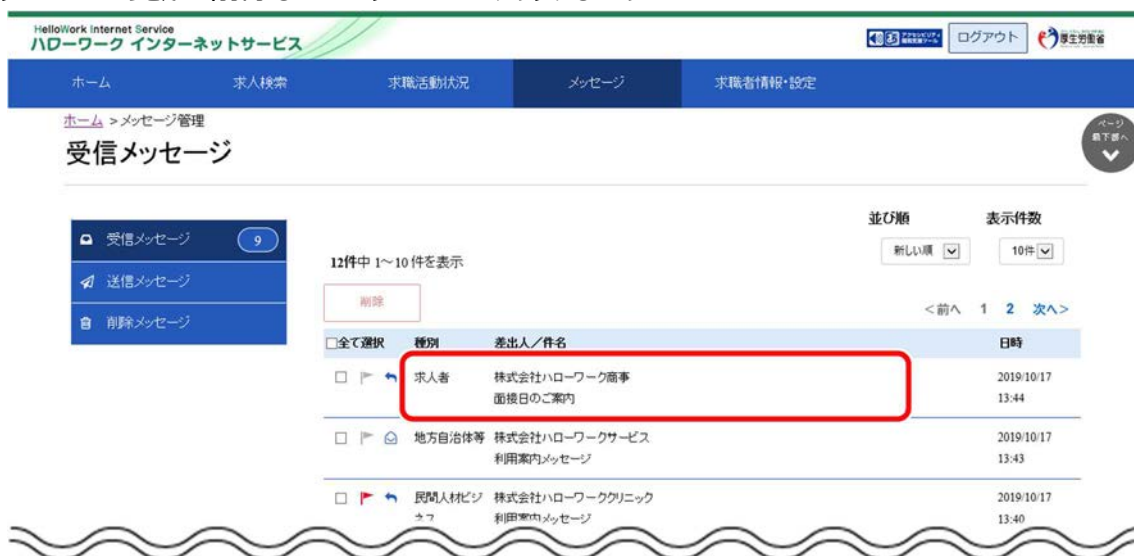 HelloWork Internet Service
ハローワーク インターネットサービス
ログアウト
厚生労働省
ホーム 求人検索 求職活動状況 メッセージ 求職者情報・設定
ホーム >メッセージ管理
ページ
最下部へ
受信メッセージ
並び順 表示件数
受信メッセージ 9
新しい順 10件
12件中 1～10 件を表示
送信メッセージ
削除
<前へ 1 2 次へ>
削除メッセージ
全て選択 種別 差出人／件名 日時
求人者 株式会社ハローワーク商事 2019/10/17
面接日のご案内 13:44
地方自治体等 株式会社ハローワークサービス 2019/10/17
利用案内メッセージ 13:43
民間人材ビジ 株式会社ハローワーククリニック 2019/10/17
ネス 利用案内メッセージ 13:40